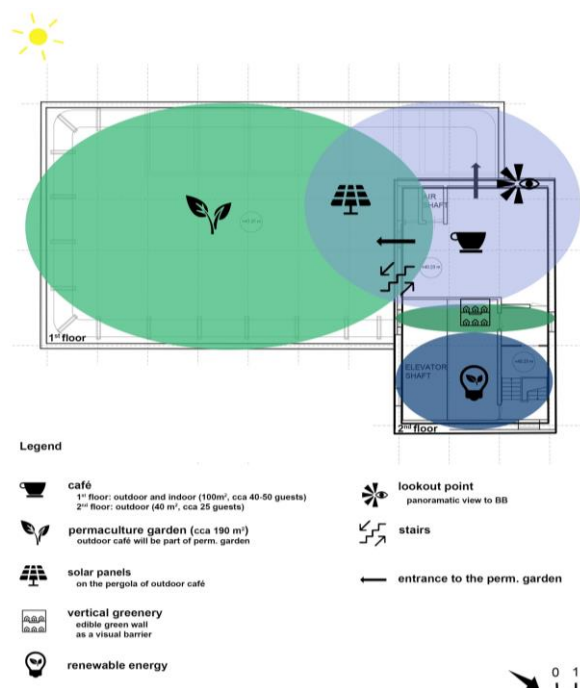 AIR
SHAFT
1st floor
ELEVATOR
SHAFT
2nd floor
Legend
café
1st floor: outdoor and indoor (100m², cca 40-50 guests)
2nd floor: outdoor (40 m², cca 25 guests)
permaculture garden (cca 190 m²)
outdoor café will be part of perm. garden
solar panels
on the pergola of outdoor café
vertical greenery
edible green wall
as a visual barrier
renewable energy
lookout point
panoramatic view to BB
stairs
entrance to the perm. garden
0 1